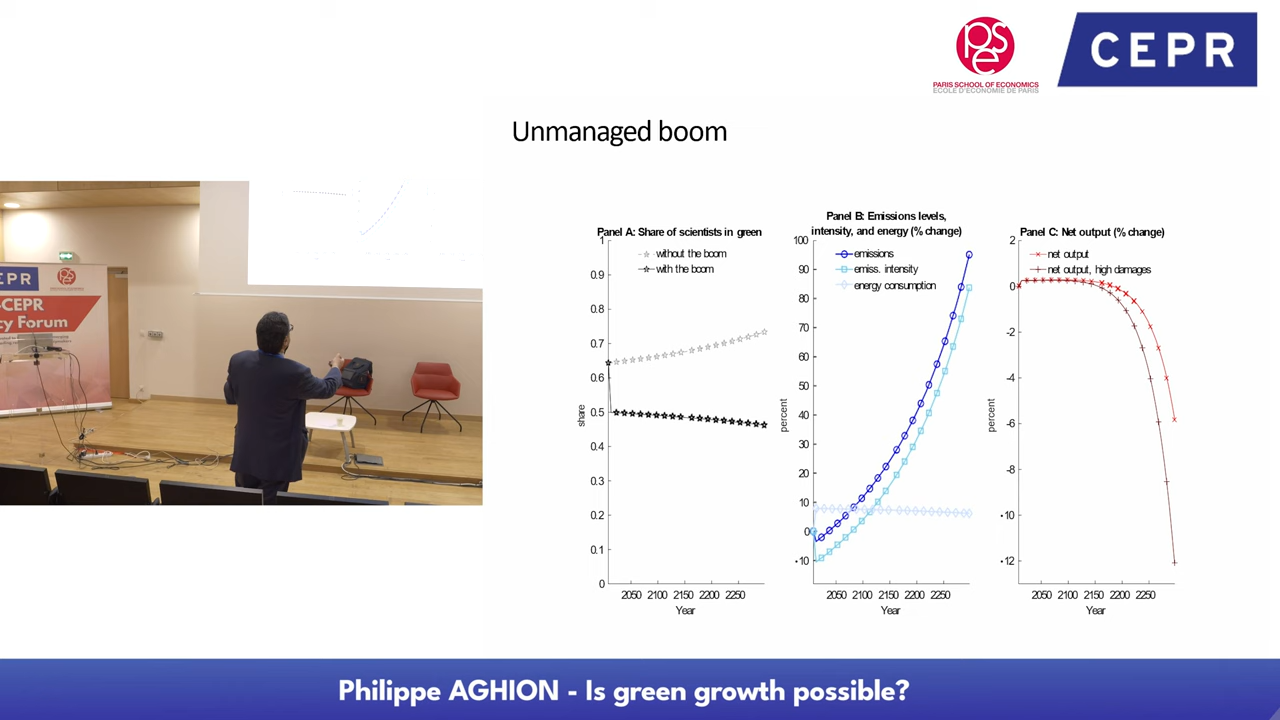 pse
PARIS SCHOOL OF ECONOMICS
ECOLE D'ECONOMIE DE PARIS
CEPR
Unmanaged boom
Panel A: Share of scientists in green
without the boom
with the boom
1
0.9
0.8
0.7
0.6
0.5
0.4
0.3
0.2
0.1
0
share
2050 2100 2150 2200 2250
Year
Panel B: Emissions levels,
intensity, and energy (% change)
emissions
emiss. intensity
energy consumption
100
90
80
70
60
50
40
30
20
10
0
-10
percent
2050 2100 2150 2200 2250
Year
Panel C: Net output (% change)
net output
net output, high damages
2
0
-2
-4
-6
-8
-10
-12
percent
2050 2100 2150 2200 2250
Year
EPR
-CEPR
cy Forum
Philippe AGHION - Is green growth possible?